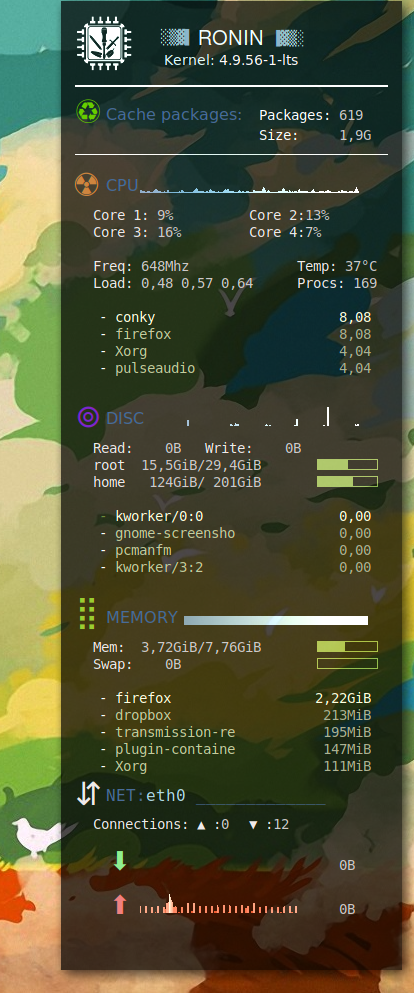 RONIN
Kernel: 4.9.56-1-lts
Cache packages: Packages: 619
Size: 1,9G
CPU
Core 1: 9% Core 2:13%
Core 3: 16% Core 4:7%
Freq: 648Mhz Temp: 37°C
Load: 0,48 0,57 0,64 Procs: 169
- conky 8,08
- firefox 8,08
- Xorg 4,04
- pulseaudio 4,04
DISC
Read: 0B Write: 0B
root 15,5GiB/29,4GiB
home 124GiB/ 201GiB
- kworker/0:0 0,00
- gnome-screensho 0,00
- pcmanfm 0,00
- kworker/3:2 0,00
MEMORY
Mem: 3,72GiB/7,76GiB
Swap: 0B
- firefox 2,22GiB
- dropbox 213MiB
- transmission-re 195MiB
- plugin-containe 147MiB
- Xorg 111MiB
NET:eth0
Connections: ▲ :0 ▼ :12
0B
0B